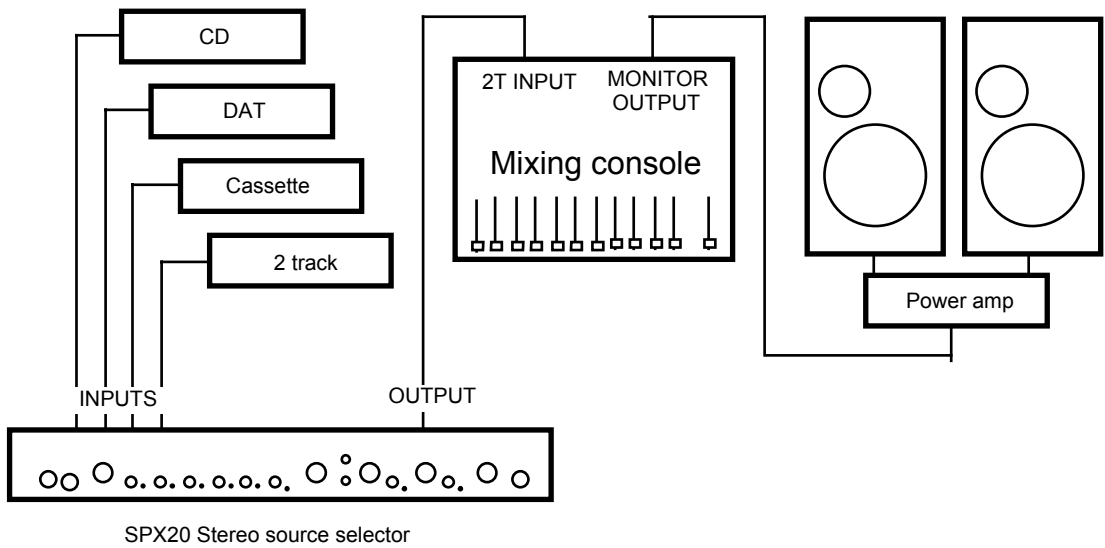 CD
DAT
Cassette
2 track
INPUTS
OUTPUT
2T INPUT
MONITOR
OUTPUT
Mixing console
Power amp
SPX20 Stereo source selector